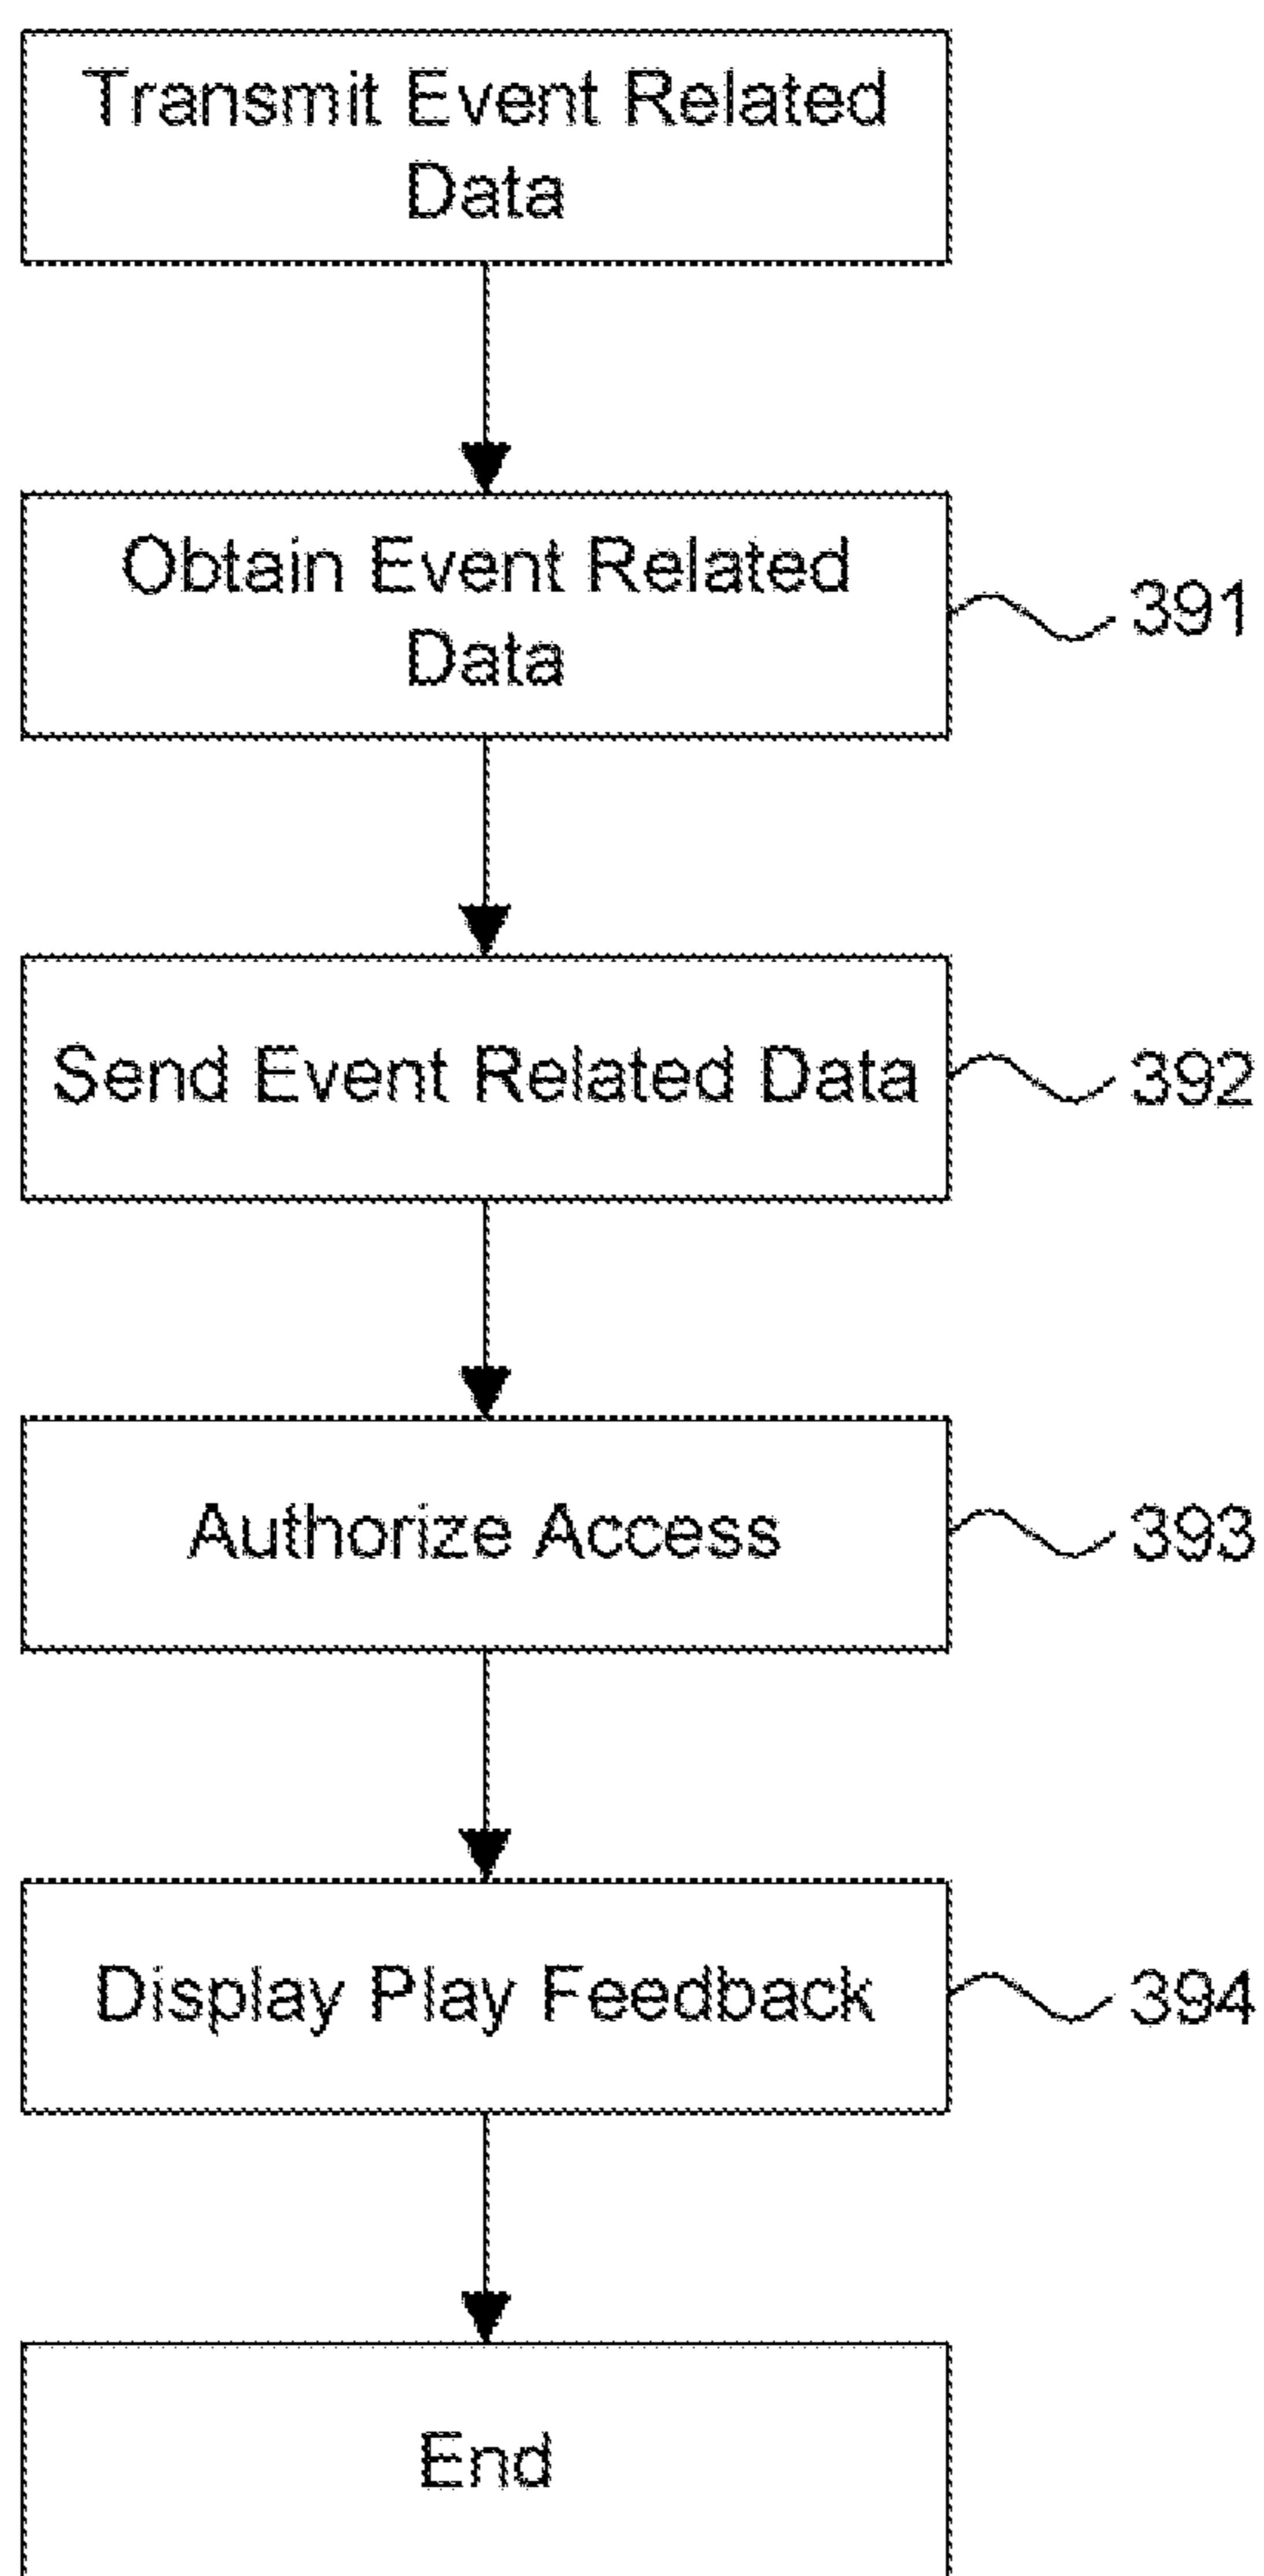 Transmit Event Related
Data
Obtain Event Related
Data
391
Send Event Related Data
392
Authorize Access
393
Display Play Feedback
394
End